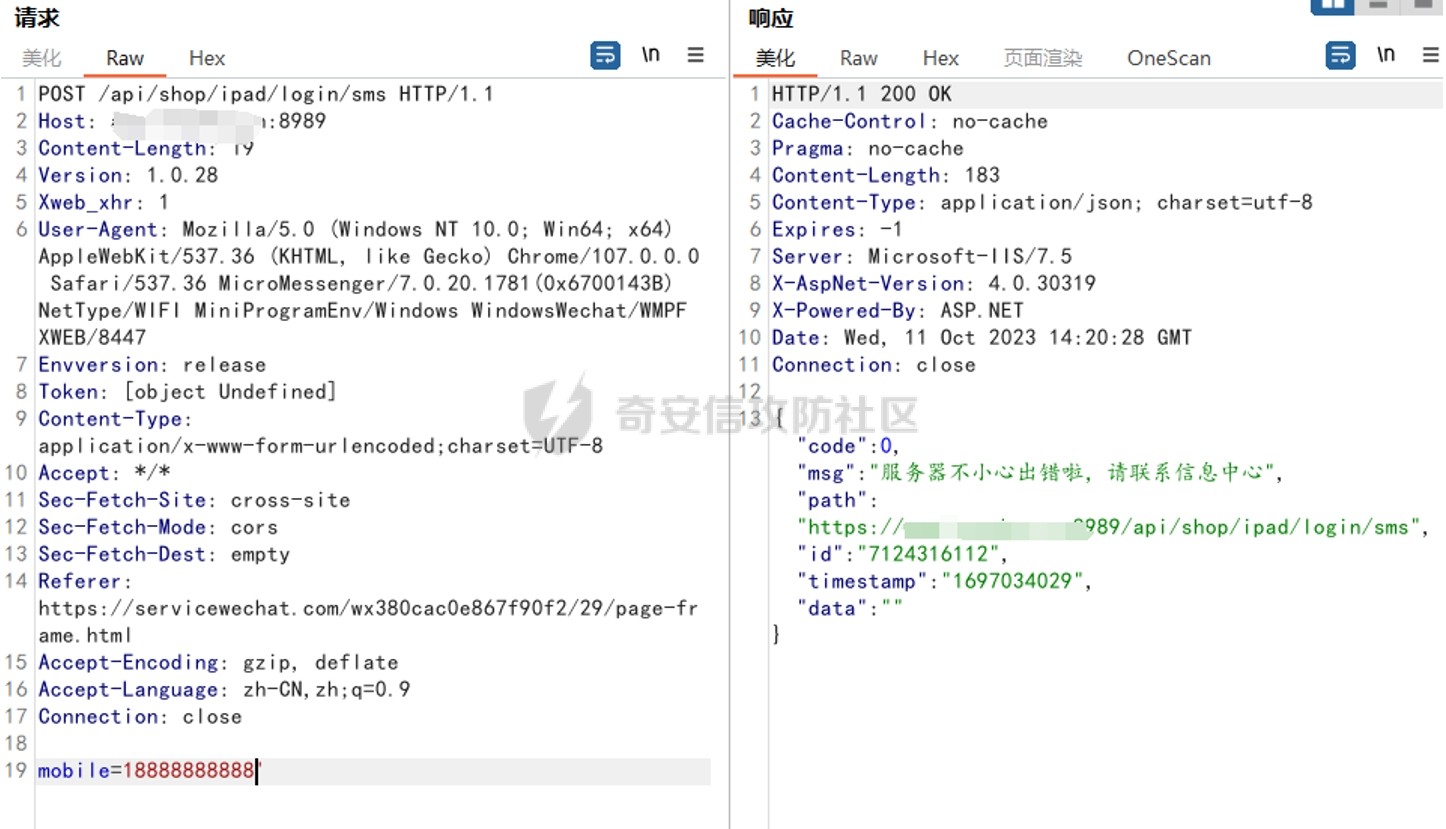 请求
美化 Raw Hex \n
1 POST /api/shop/ipad/login/sms HTTP/1.1
2 Host: :8989
3 Content-Length: 19
4 Version: 1.0.28
5 Xweb_xhr: 1
6 User-Agent: Mozilla/5.0 (Windows NT 10.0; Win64; x64)
AppleWebKit/537.36 (KHTML, like Gecko) Chrome/107.0.0.0
Safari/537.36 MicroMessenger/7.0.20.1781(0x6700143B)
NetType/WIFI MiniProgramEnv/Windows WindowsWechat/WMPF
XWEB/8447
7 Envversion: release
8 Token: [object Undefined]
9 Content-Type:
application/x-www-form-urlencoded;charset=UTF-8
10 Accept: */*
11 Sec-Fetch-Site: cross-site
12 Sec-Fetch-Mode: cors
13 Sec-Fetch-Dest: empty
14 Referer:
https://servicewechat.com/wx380cac0e867f90f2/29/page-fr
ame.html
15 Accept-Encoding: gzip, deflate
16 Accept-Language: zh-CN,zh;q=0.9
17 Connection: close
18
19 mobile=18888888888'
响应
美化 Raw Hex 页面渲染 OneScan \n
1 HTTP/1.1 200 OK
2 Cache-Control: no-cache
3 Pragma: no-cache
4 Content-Length: 183
5 Content-Type: application/json; charset=utf-8
6 Expires: -1
7 Server: Microsoft-IIS/7.5
8 X-AspNet-Version: 4.0.30319
9 X-Powered-By: ASP.NET
10 Date: Wed, 11 Oct 2023 14:20:28 GMT
11 Connection: close
12
13 {
"code":0,
"msg":"服务器不小心出错啦，请联系信息中心",
"path":
"https:// 989/api/shop/ipad/login/sms",
"id":"7124316112",
"timestamp":"1697034029",
"data":""
}
奇安信攻防社区